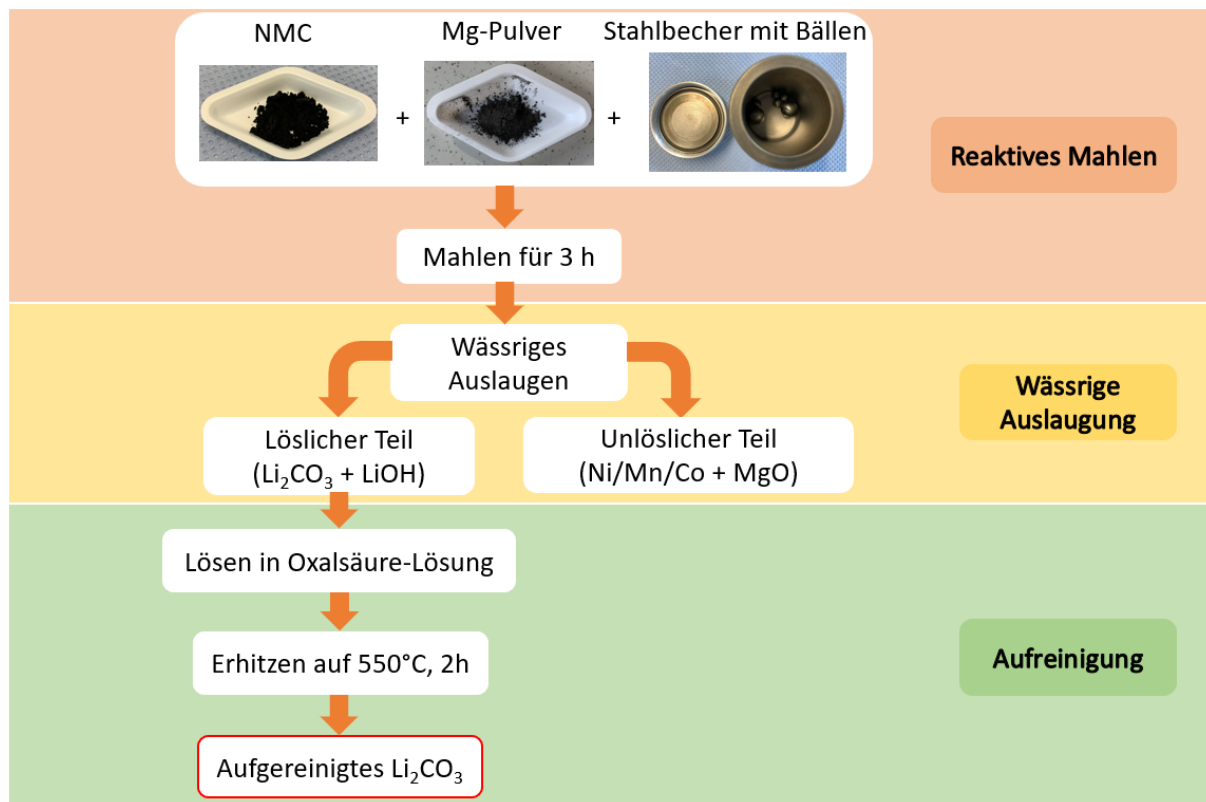 NMC
Mg-Pulver
Stahlbecher mit Bällen
+
+
Reaktives Mahlen
Mahlen für 3 h
Wässriges
Auslaugen
Wässrige
Auslaugung
Löslicher Teil
(Li₂CO₃ + LiOH)
Unlöslicher Teil
(Ni/Mn/Co + MgO)
Lösen in Oxalsäure-Lösung
Erhitzen auf 550°C, 2h
Aufreinigung
Aufgereinigtes Li₂CO₃